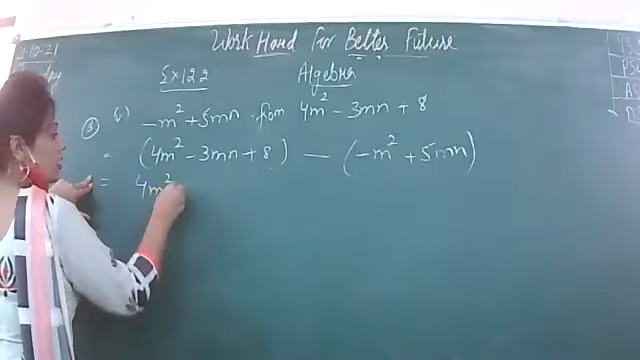 Work Hard for Better Future
Ex 12.2 Algebra
③ -m² + 5mn from 4m² - 3mn + 8
= (4m² - 3mn + 8) — (-m² + 5mn)
= 4m²